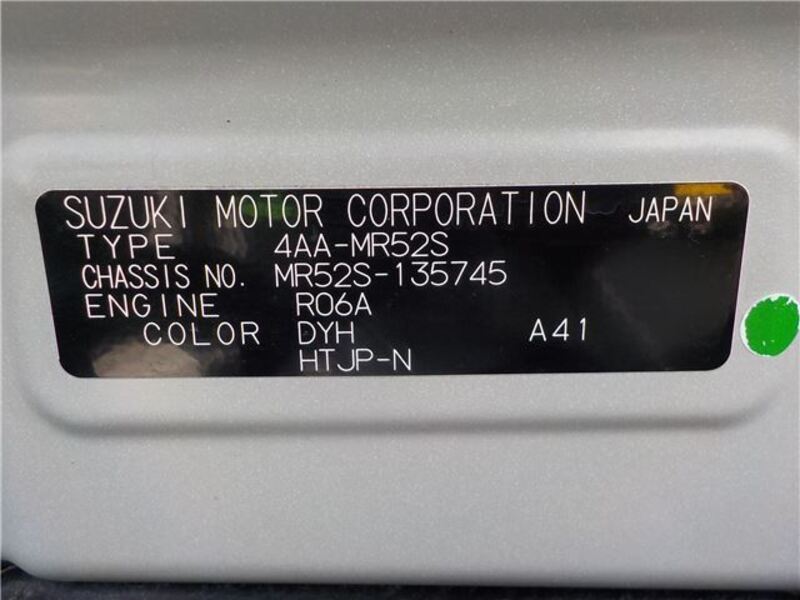 SUZUKI MOTOR CORPORATION JAPAN
TYPE 4AA-MR52S
CHASSIS NO. MR52S-135745
ENGINE R06A
COLOR DYH A41
HTJP-N